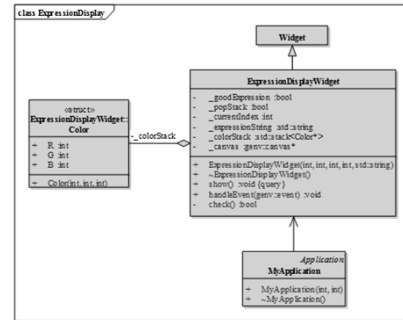 class ExpressionDisplay
Widget
ExpressionDisplayWidget
- _goodExpression :bool
- _popStack :bool
- _currentIndex :int
- _expressionString :std::string
- _colorStack :std::stack<Color*>
- _canvas :genv::canvas*
+ ExpressionDisplayWidget(int, int, int, int, std::string)
+ ~ExpressionDisplayWidget()
+ show() :void {query}
+ handleEvent(genv::event) :void
- check() :bool
«struct»
ExpressionDisplayWidget::
Color
+ R :int
+ G :int
+ B :int
+ Color(int, int, int)
-_colorStack
Application
MyApplication
+ MyApplication(int, int)
+ ~MyApplication()